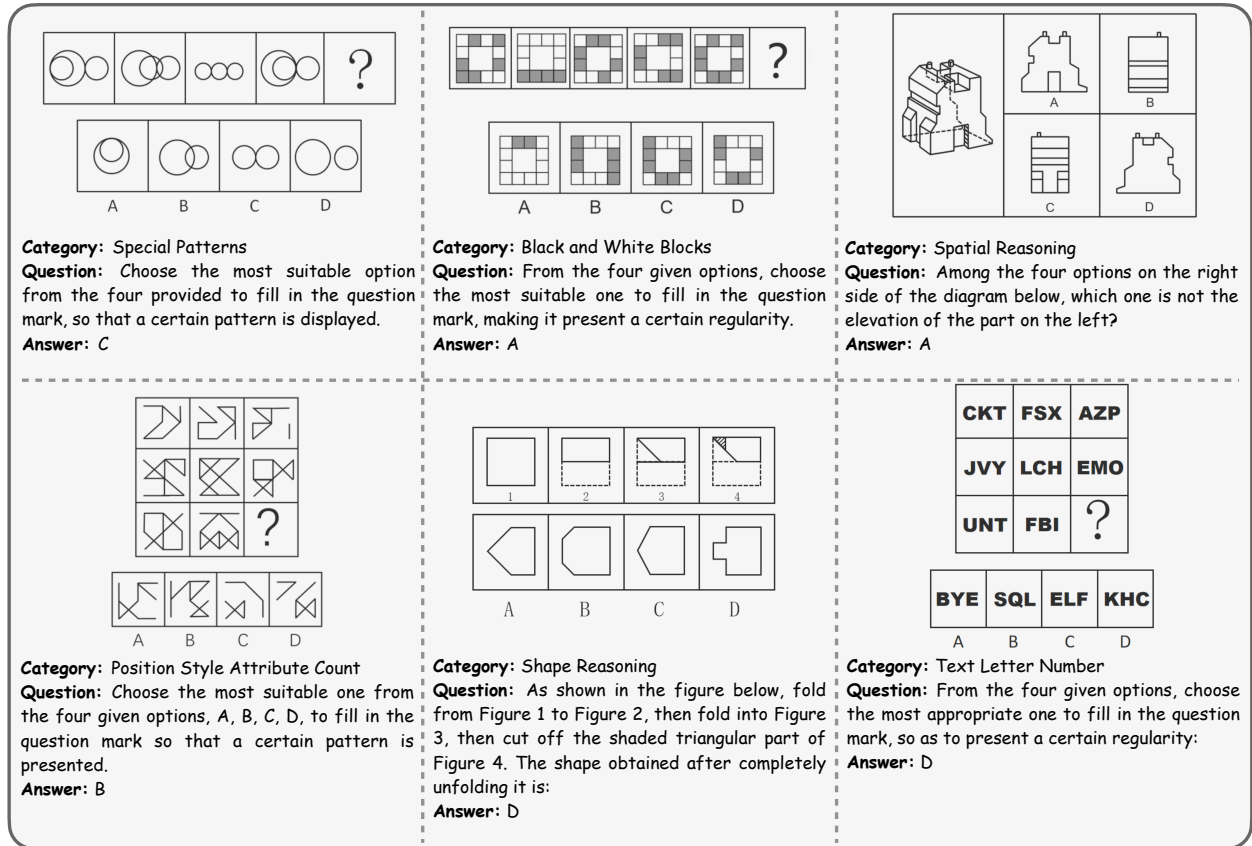 ?
A B C D
Category: Special Patterns
Question: Choose the most suitable option
from the four provided to fill in the question
mark, so that a certain pattern is displayed.
Answer: C
?
A B C D
Category: Black and White Blocks
Question: From the four given options, choose
the most suitable one to fill in the question
mark, making it present a certain regularity.
Answer: A
A
B
C
D
Category: Spatial Reasoning
Question: Among the four options on the right
side of the diagram below, which one is not the
elevation of the part on the left?
Answer: A
?
A B C D
Category: Position Style Attribute Count
Question: Choose the most suitable one from
the four given options, A, B, C, D, to fill in the
question mark so that a certain pattern is
presented.
Answer: B
1 2 3 4
A B C D
Category: Shape Reasoning
Question: As shown in the figure below, fold
from Figure 1 to Figure 2, then fold into Figure
3, then cut off the shaded triangular part of
Figure 4. The shape obtained after completely
unfolding it is:
Answer: D
CKT FSX AZP
JVY LCH EMO
UNT FBI ?
BYE SQL ELF KHC
A B C D
Category: Text Letter Number
Question: From the four given options, choose
the most appropriate one to fill in the question
mark, so as to present a certain regularity:
Answer: D